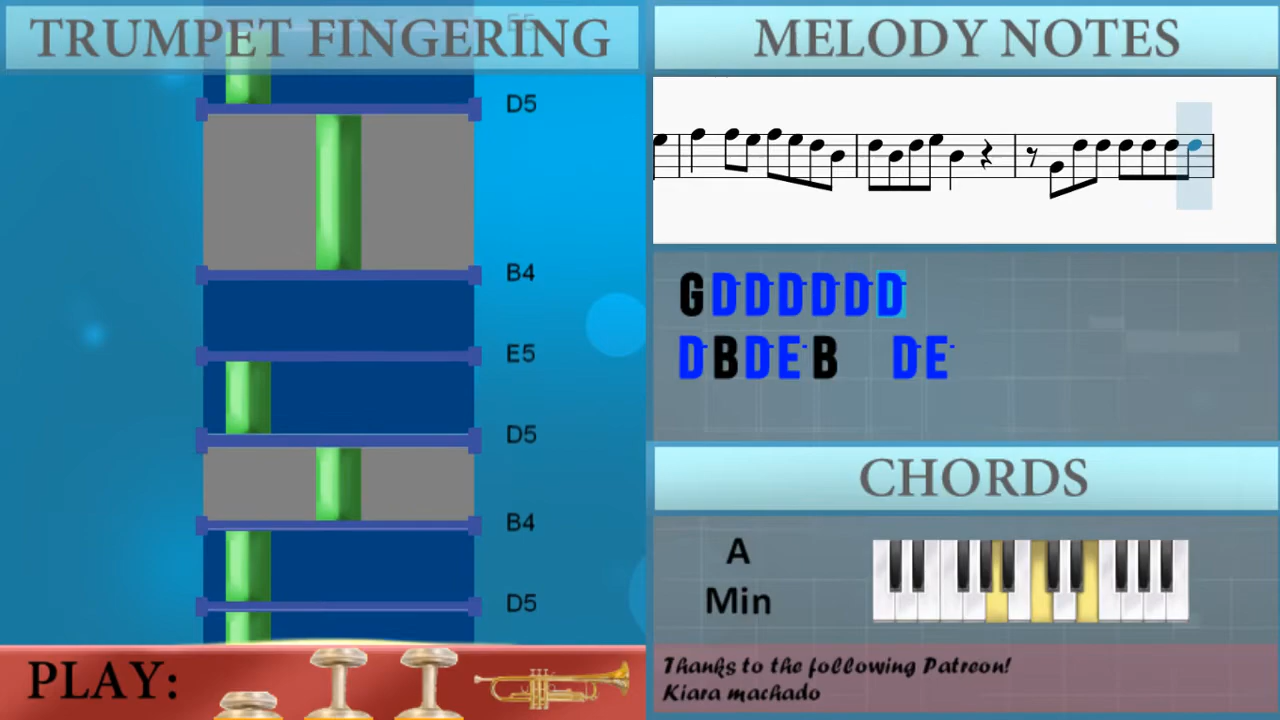 TRUMPET FINGERING
E5
D5
B4
E5
D5
B4
D5
PLAY:
MELODY NOTES
GDDDDDD
DBDEB DE
CHORDS
A
Min
Thanks to the following Patreon!
Kiara machado